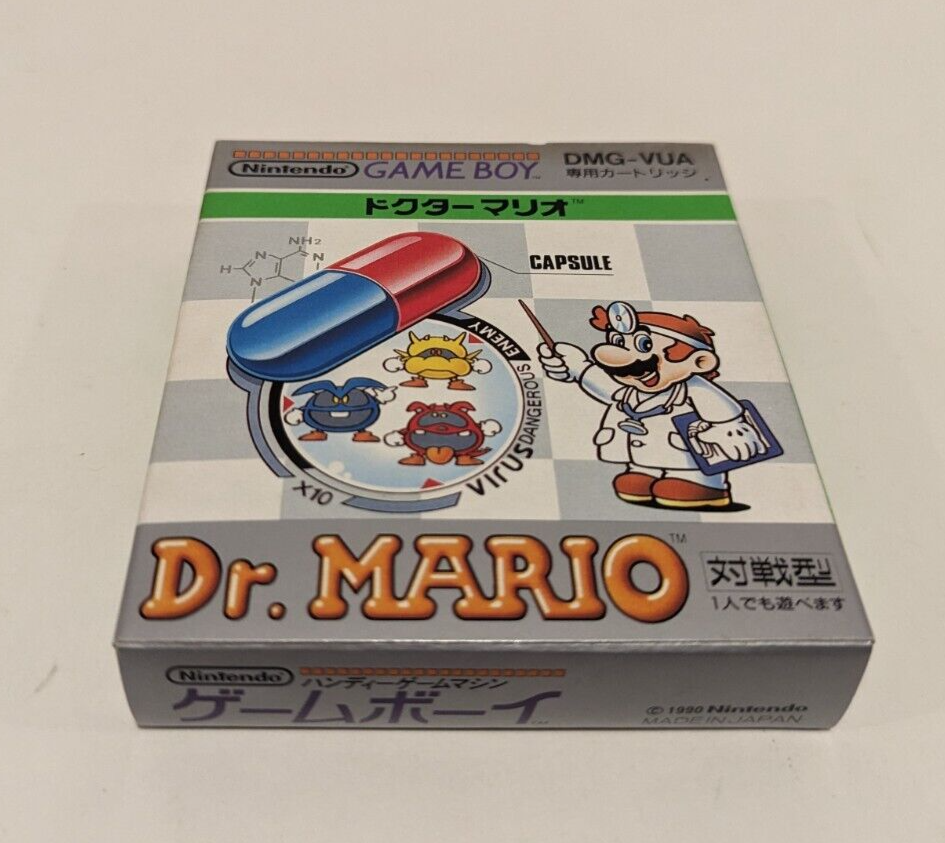 Nintendo GAME BOY™ DMG-VUA
専用カートリッジ
ドクターマリオ™
NH2
N N
H
N
CAPSULE
ENEMY
VIRUS DANGEROUS
X10
Dr. MARIO™
対戦型
1人でも遊べます
Nintendo ハンディーゲームマシン
ゲームボーイ™
© 1990 Nintendo
MADE IN JAPAN